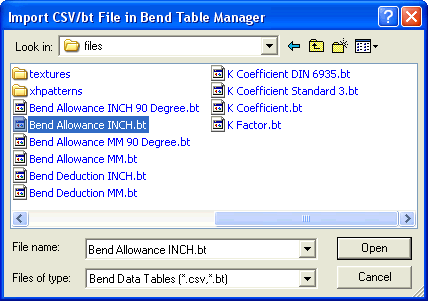 Import CSV/bt File in Bend Table Manager
Look in: files
textures
xhpatterns
Bend Allowance INCH 90 Degree.bt
Bend Allowance INCH.bt
Bend Allowance MM 90 Degree.bt
Bend Allowance MM.bt
Bend Deduction INCH.bt
Bend Deduction MM.bt
K Coefficient DIN 6935.bt
K Coefficient Standard 3.bt
K Coefficient.bt
K Factor.bt
File name: Bend Allowance INCH.bt Open
Files of type: Bend Data Tables (*.csv,*.bt) Cancel